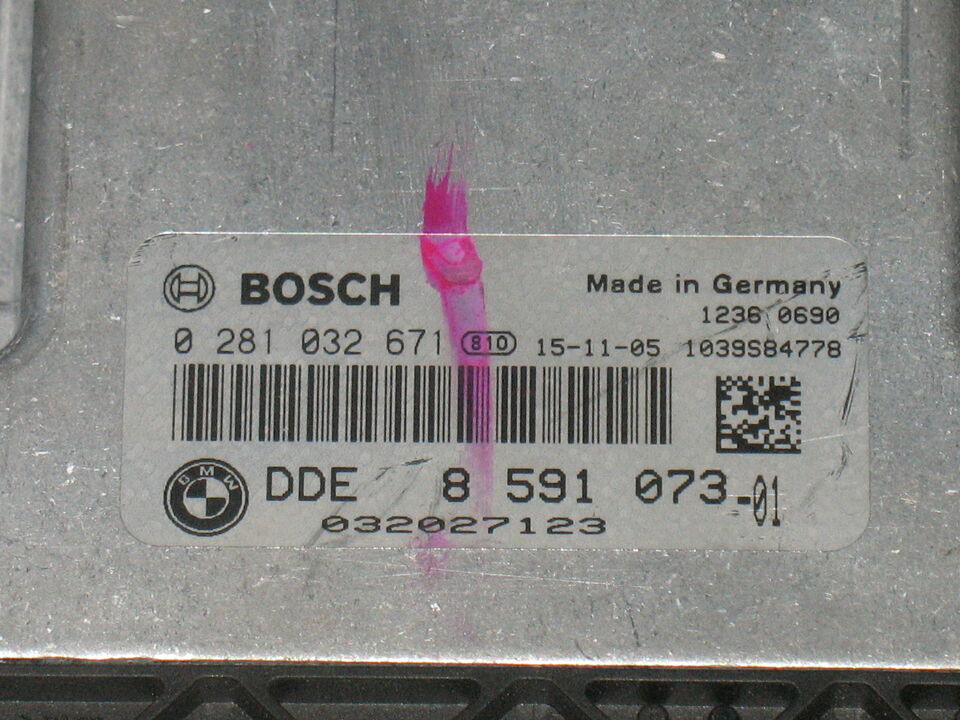 BOSCH
Made in Germany
1236 0690
0 281 032 671 810 15-11-05 1039S84778
BMW
DDE 8 591 073-01
032027123